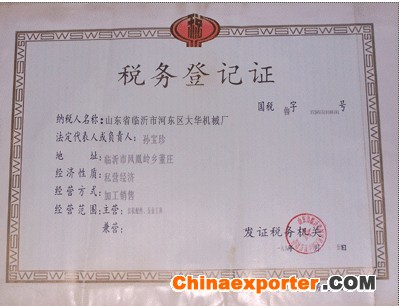 税
税务登记证
国税 鲁字 号
纳税人名称：山东省临沂市河东区大华机械厂
法定代表人或负责人：孙宝珍
地址：临沂市凤凰岭乡董庄
经济性质：私营经济
经营方式：加工销售
经营范围：主营：
兼营：
发证税务机关
Chinaexporter.COM